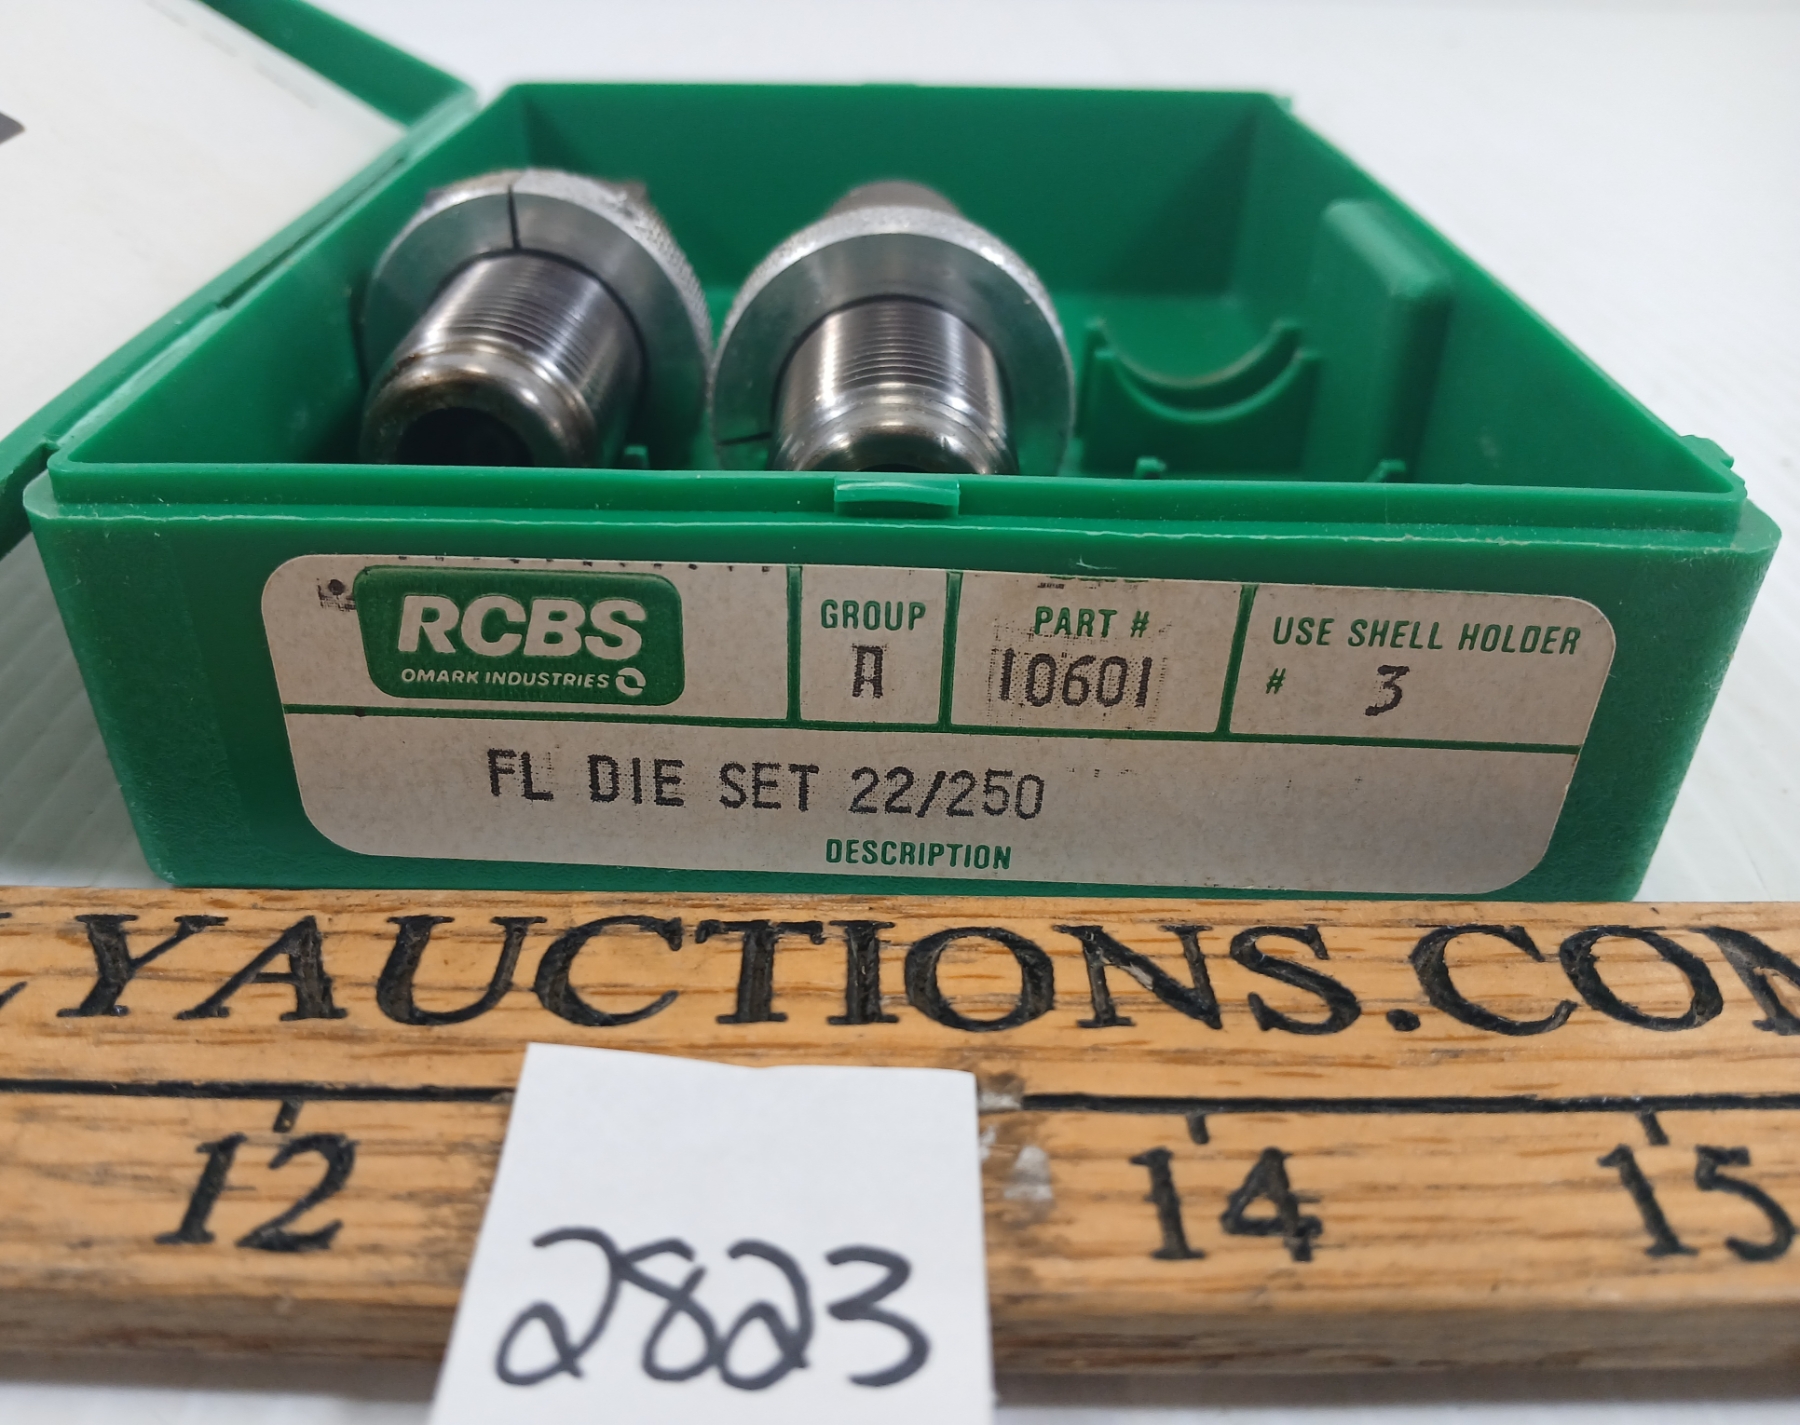 RCBS
OMARK INDUSTRIES
GROUP
A
PART #
10601
USE SHELL HOLDER
# 3
FL DIE SET 22/250
DESCRIPTION
YAUCTIONS.COM
12 14 15
2823